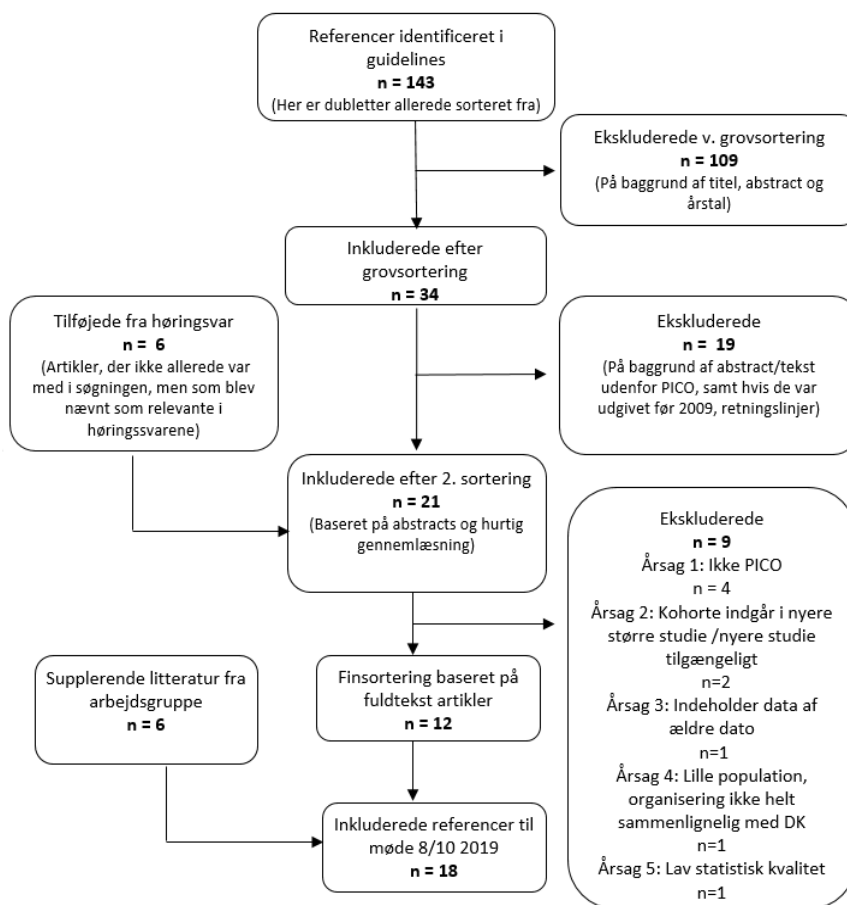 Referencer identificeret i
guidelines
n = 143
(Her er dubletter allerede sorteret fra)
Ekskluderede v. grovsortering
n = 109
(På baggrund af titel, abstract og
årstal)
Inkluderede efter
grovsortering
n = 34
Tilføjede fra høringsvar
n = 6
(Artikler, der ikke allerede var
med i søgningen, men som blev
nævnt som relevante i
høringssvarene)
Ekskluderede
n = 19
(På baggrund af abstract/tekst
udenfor PICO, samt hvis de var
udgivet før 2009, retningslinjer)
Inkluderede efter 2. sortering
n = 21
(Baseret på abstracts og hurtig
gennemlæsning)
Ekskluderede
n = 9
Årsag 1: Ikke PICO
n = 4
Årsag 2: Kohorte indgår i nyere
større studie /nyere studie
tilgængeligt
n=2
Årsag 3: Indeholder data af
ældre dato
n=1
Årsag 4: Lille population,
organisering ikke helt
sammenlignelig med DK
n=1
Årsag 5: Lav statistisk kvalitet
n=1
Supplerende litteratur fra
arbejdsgruppe
n = 6
Finsortering baseret på
fuldtekst artikler
n = 12
Inkluderede referencer til
møde 8/10 2019
n = 18